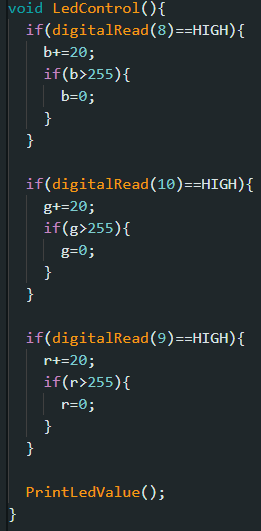 void LedControl(){
  if(digitalRead(8)==HIGH){
    b+=20;
    if(b>255){
      b=0;
    }
  }

  if(digitalRead(10)==HIGH){
    g+=20;
    if(g>255){
      g=0;
    }
  }

  if(digitalRead(9)==HIGH){
    r+=20;
    if(r>255){
      r=0;
    }
  }

  PrintLedValue();
}